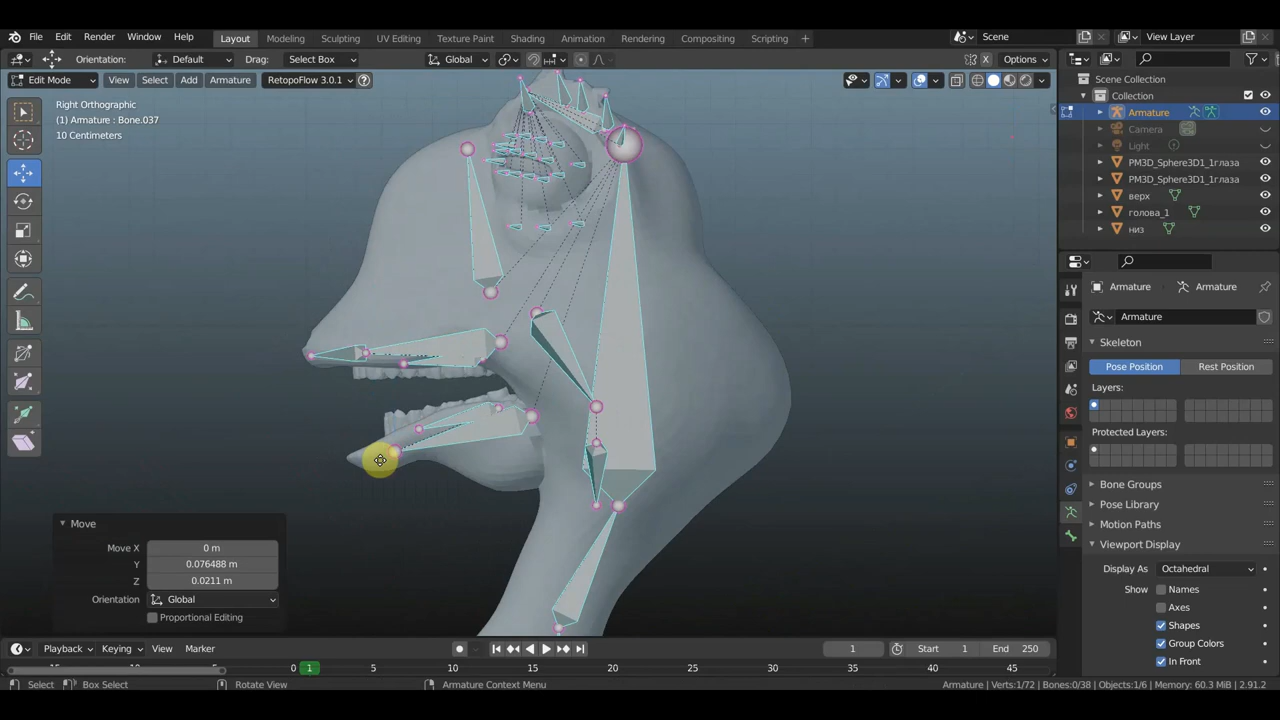 File Edit Render Window Help Layout Modeling Sculpting UV Editing Texture Paint Shading Animation Rendering Compositing Scripting + Scene View Layer
Orientation: Default Drag: Select Box Global X Options
Edit Mode View Select Add Armature RetopoFlow 3.0.1 ?
Right Orthographic
(1) Armature : Bone.037
10 Centimeters
Scene Collection
Collection
Armature
Camera
Light
PM3D_Sphere3D1_1глаза
PM3D_Sphere3D1_1глаза
верх
голова_1
низ
Armature Armature
Armature
Skeleton
Pose Position Rest Position
Layers:
Protected Layers:
Bone Groups
Pose Library
Motion Paths
Viewport Display
Display As Octahedral
Show Names
Axes
Shapes
Group Colors
In Front
Move
Move X 0 m
Y 0.076488 m
Z 0.0211 m
Orientation Global
Proportional Editing
Playback Keying View Marker 1 Start 1 End 250
0 1 5 10 15 20 25 30 35 40 45
Select Box Select Rotate View Armature Context Menu Armature | Verts:1/72 | Bones:0/38 | Objects:1/6 | Memory: 60.3 MiB | 2.91.2